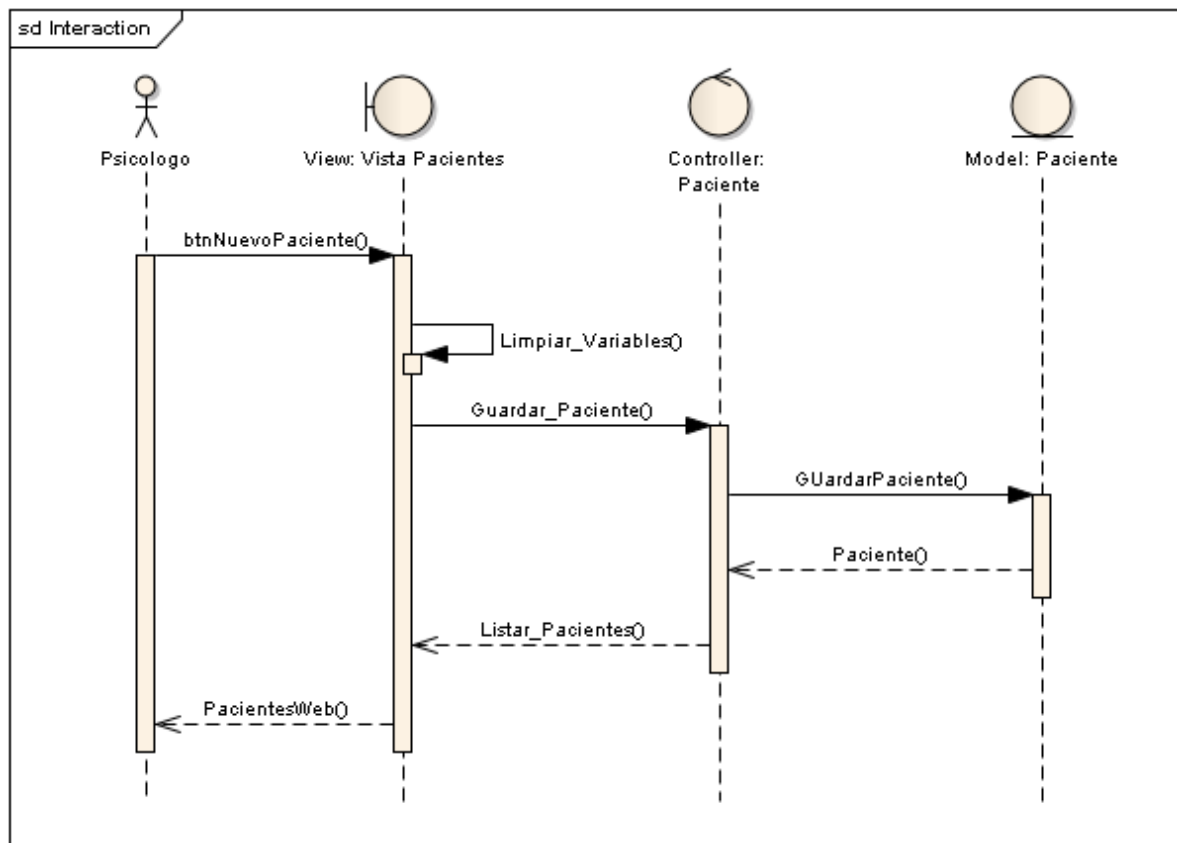 sd Interaction
Psicologo
View: Vista Pacientes
Controller:
Paciente
Model: Paciente
btnNuevoPaciente()
Limpiar_Variables()
Guardar_Paciente()
GUardarPaciente()
Paciente()
Listar_Pacientes()
PacientesWeb()